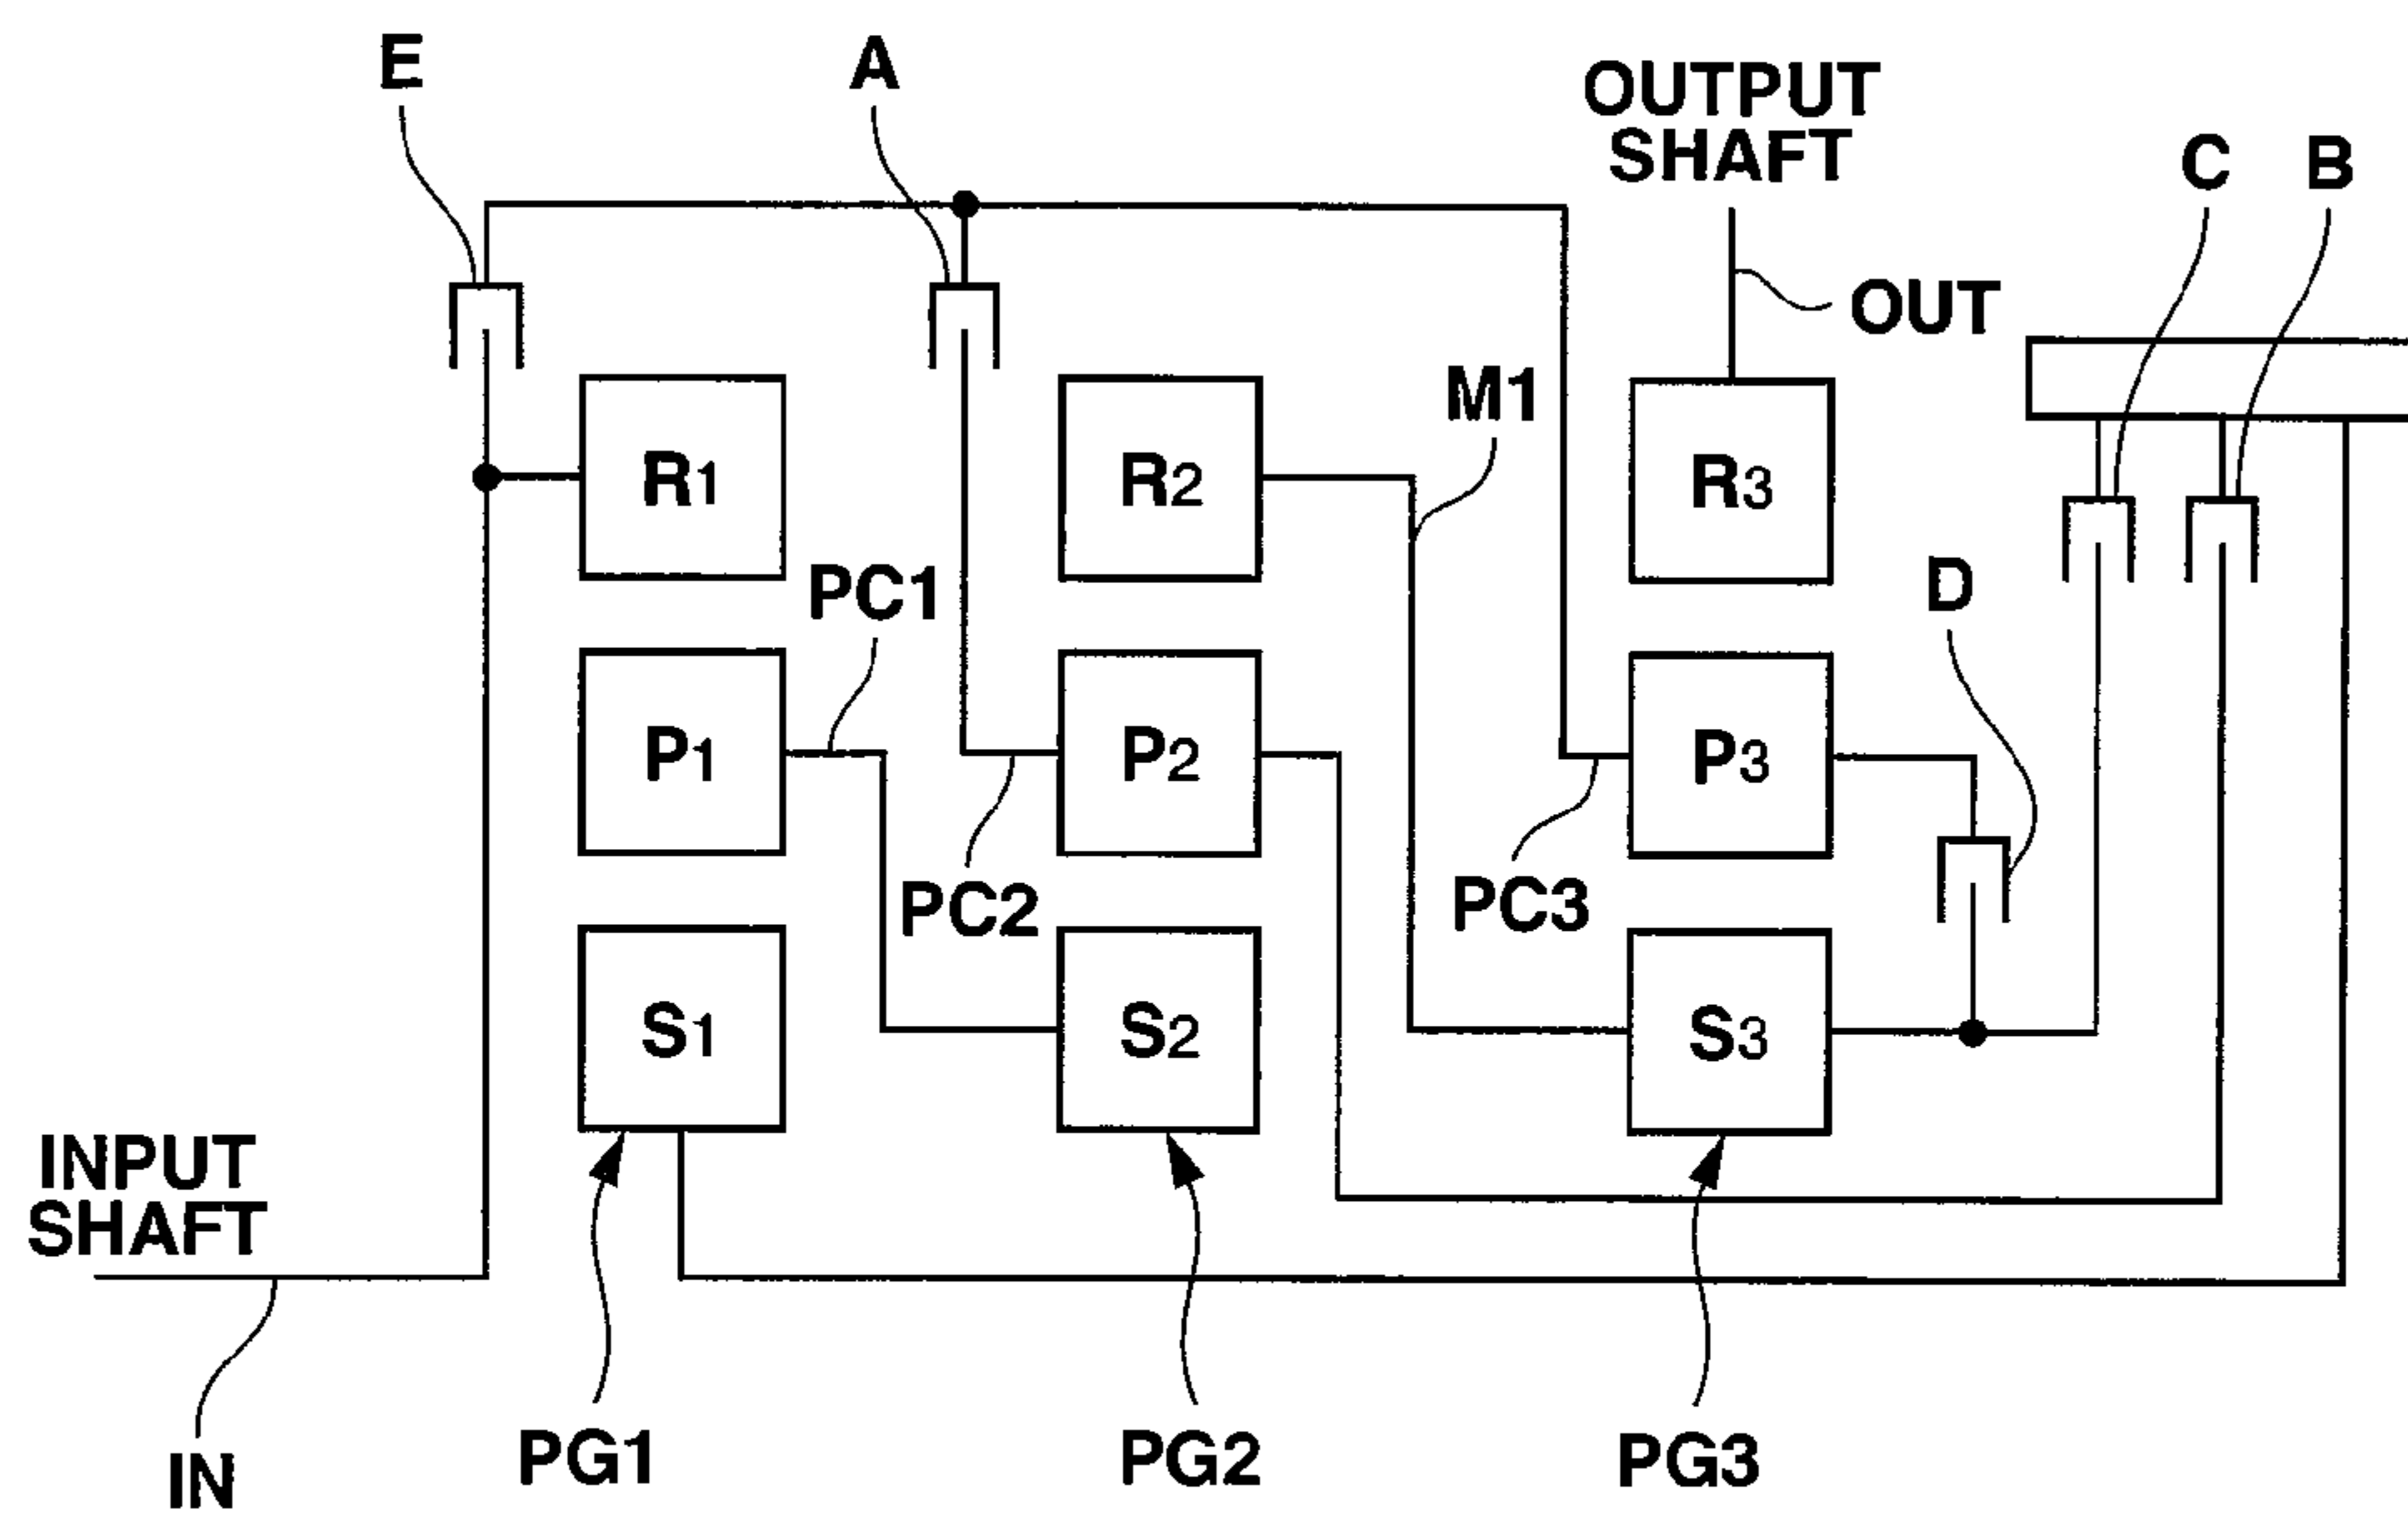 E
A
OUTPUT
SHAFT
C
B
OUT
M1
R1
R2
R3
PC1
D
P1
P2
P3
PC2
PC3
S1
S2
S3
INPUT
SHAFT
IN
PG1
PG2
PG3